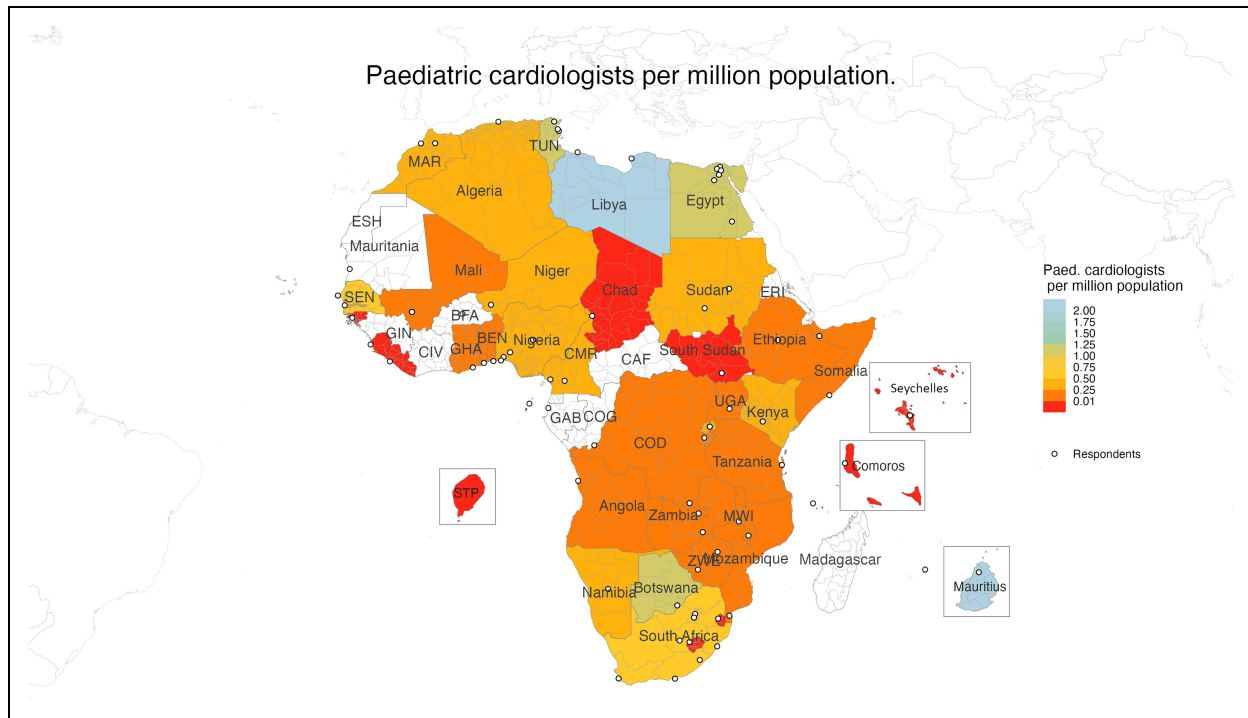 Paediatric cardiologists per million population.
TUN
MAR
Algeria
Libya
Egypt
ESH
Mauritania
Mali
Niger
Chad
Sudan
ERI
SEN
BFA
GIN
BEN
Nigeria
GHA
CIV
CMR
CAF
South Sudan
Ethiopia
Somalia
UGA
Kenya
GAB
COG
COD
Tanzania
Angola
Zambia
MWI
ZWE
Mozambique
Madagascar
Namibia
Botswana
South Africa
STP
Seychelles
Comoros
Mauritius
Paed. cardiologists
per million population
2.00
1.75
1.50
1.25
1.00
0.75
0.50
0.25
0.01
Respondents